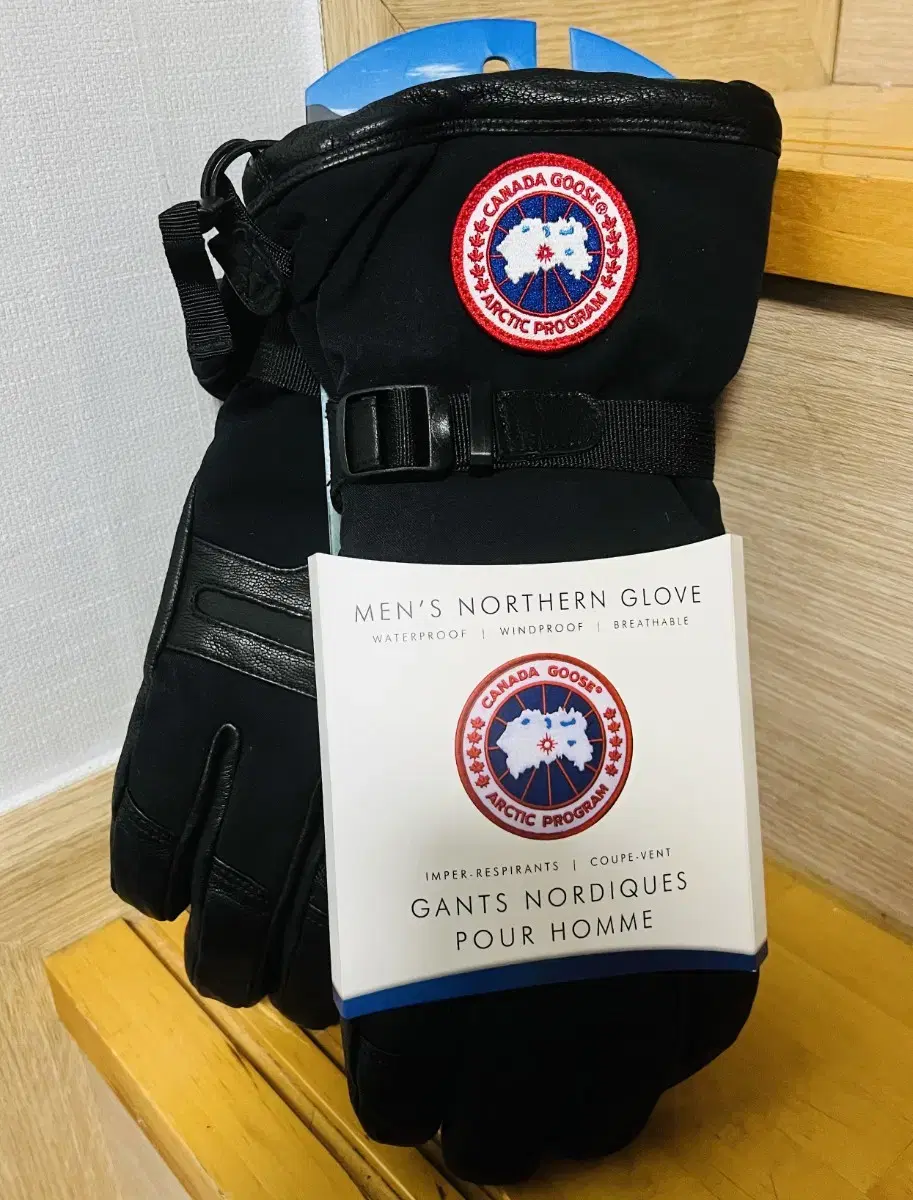 CANADA GOOSE®
ARCTIC PROGRAM
MEN'S NORTHERN GLOVE
WATERPROOF | WINDPROOF | BREATHABLE
CANADA GOOSE®
ARCTIC PROGRAM
IMPER-RESPIRANTS | COUPE-VENT
GANTS NORDIQUES
POUR HOMME